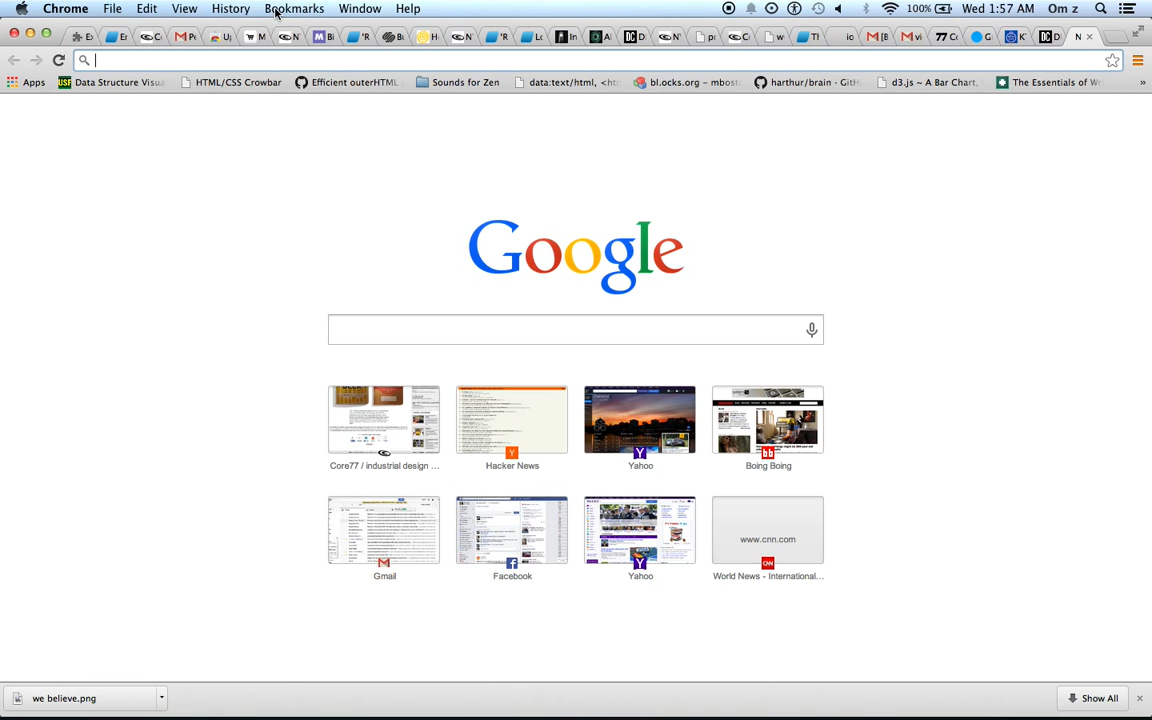 Chrome File Edit View History Bookmarks Window Help 100% Wed 1:57 AM Om z
Apps Data Structure Visua HTML/CSS Crowbar Efficient outerHTML Sounds for Zen data:text/html, <ht bl.ocks.org – mbost harthur/brain · GitH d3.js ~ A Bar Chart, The Essentials of Wr »
Google
Core77 / industrial design ... Hacker News Yahoo Boing Boing
www.cnn.com
Gmail Facebook Yahoo World News - International...
we believe.png Show All